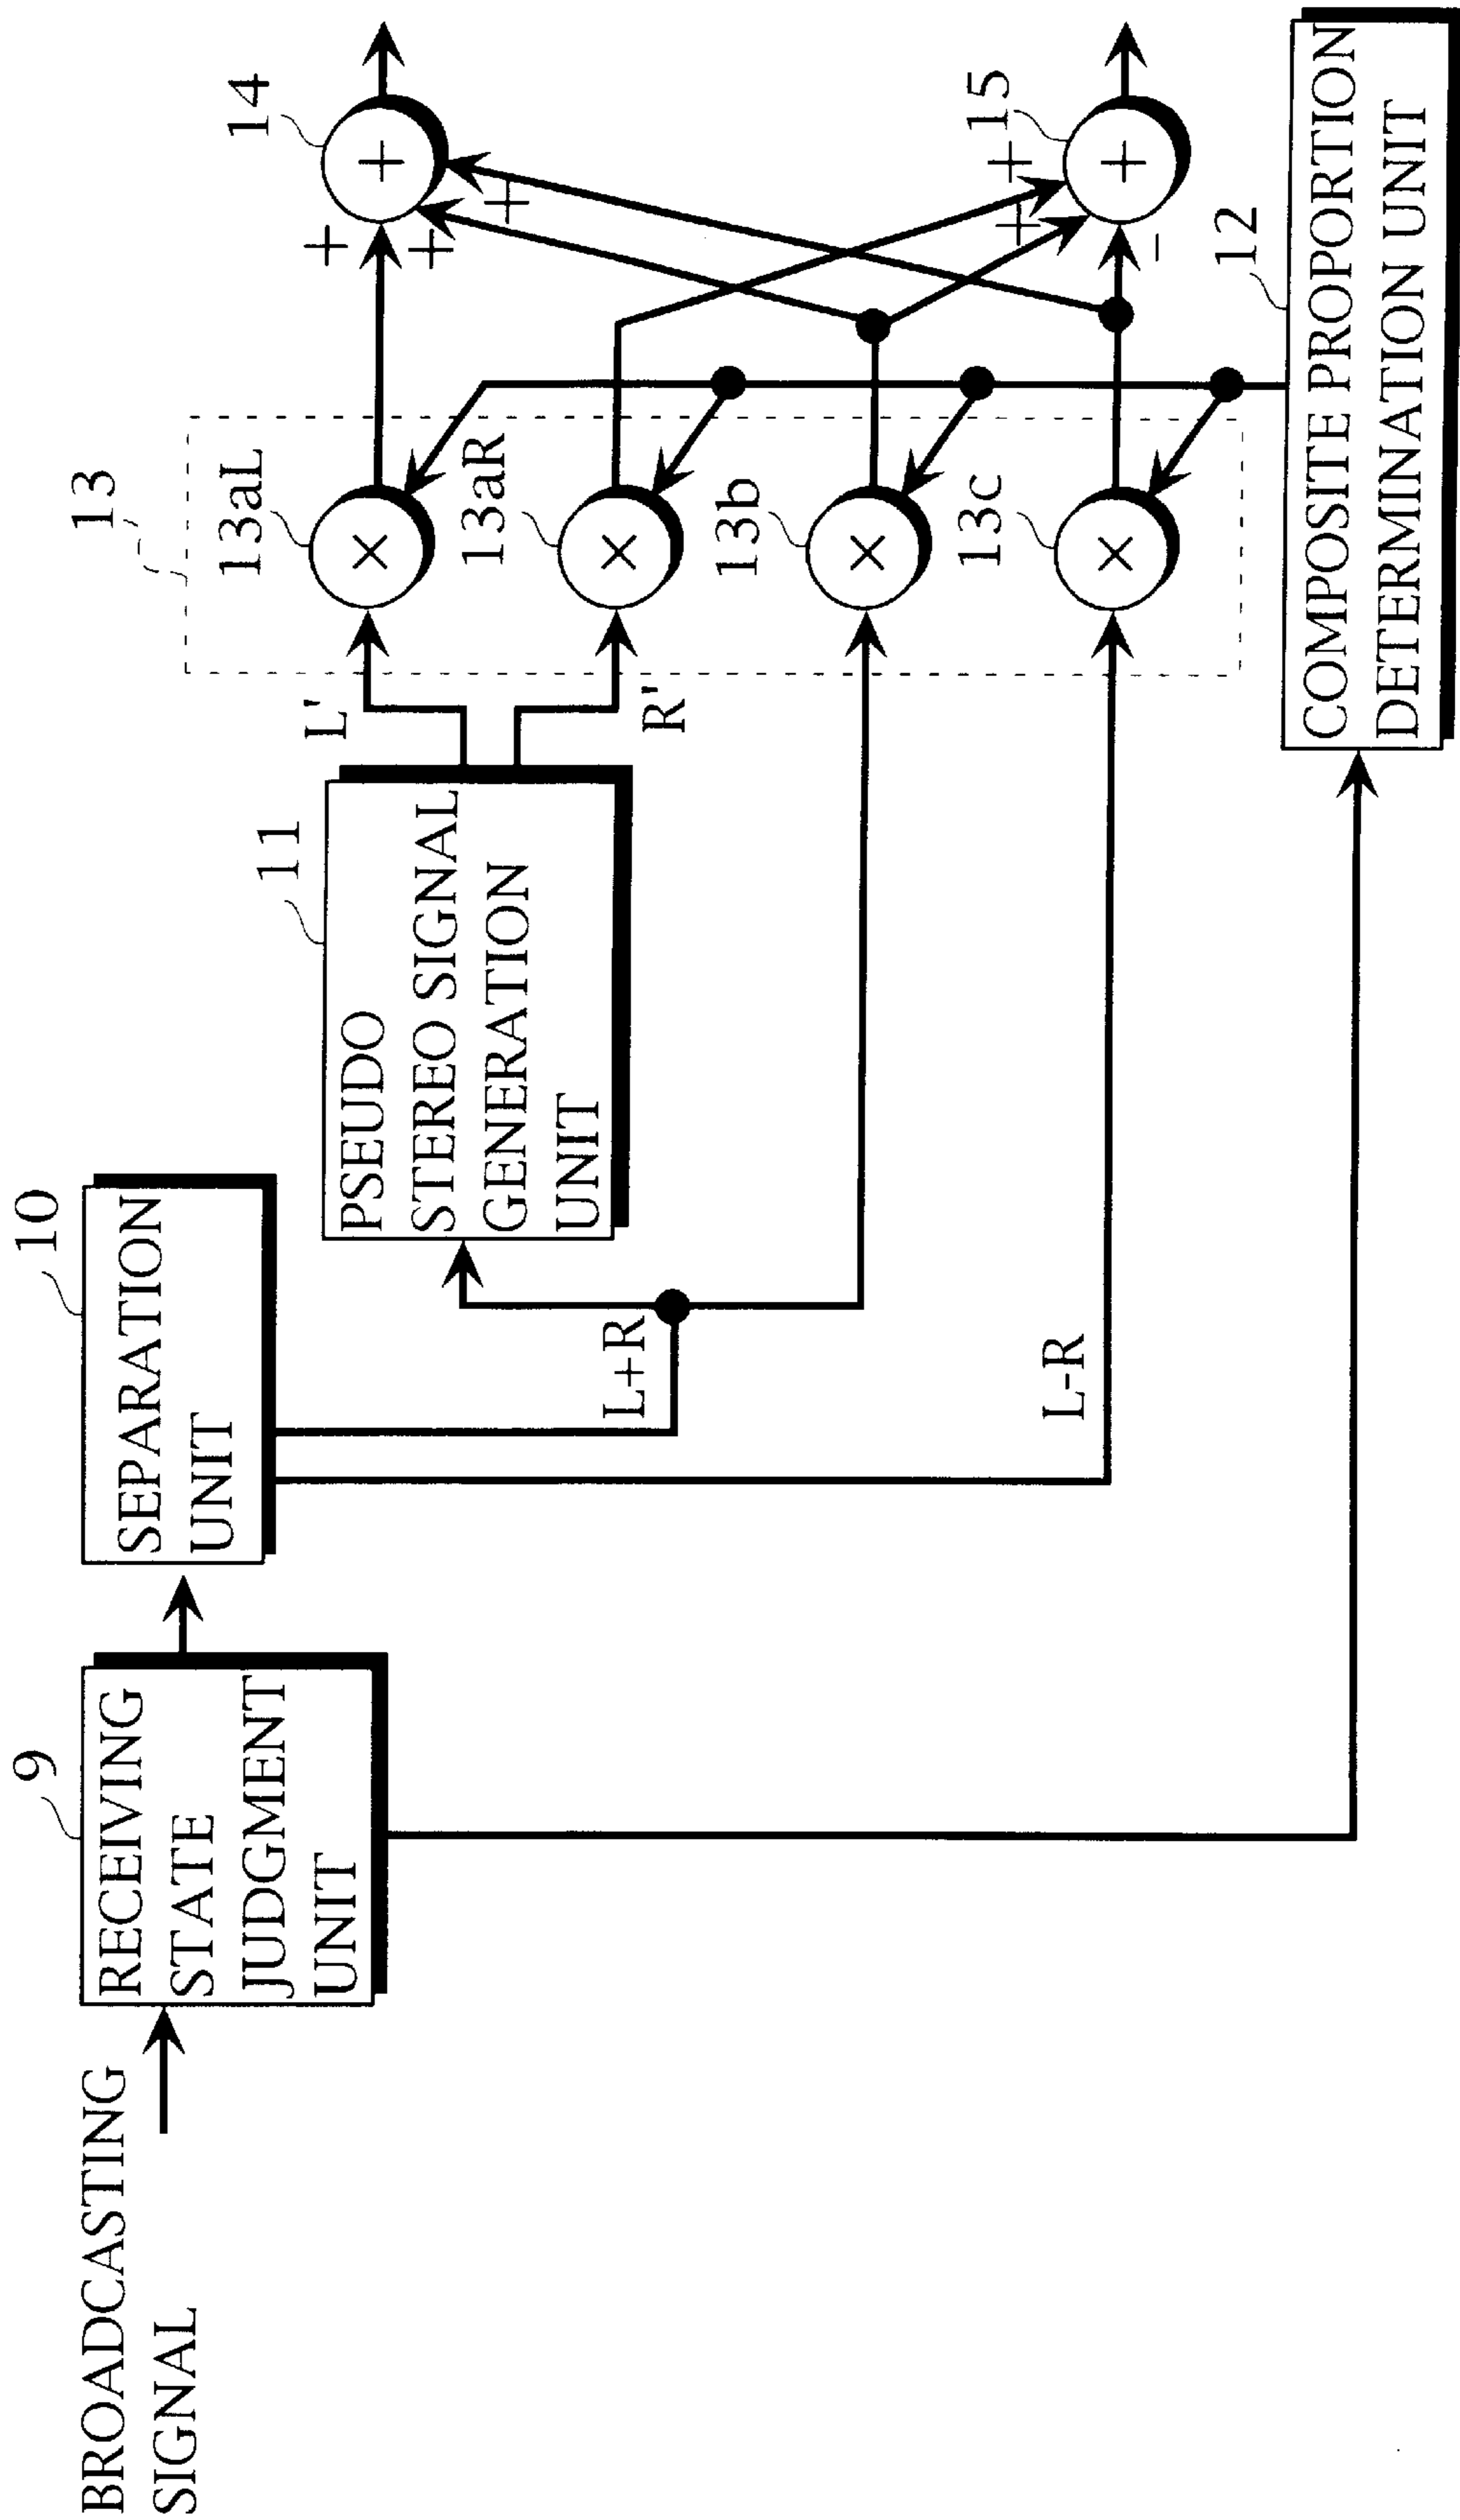 BROADCASTING
SIGNAL
9
RECEIVING
STATE
JUDGMENT
UNIT
10
SEPARATION
UNIT
L+R
L-R
11
PSEUDO
STEREO SIGNAL
GENERATION
UNIT
L'
R'
13
13aL
×
13aR
×
13b
×
13c
×
12
COMPOSITE PROPORTION
DETERMINATION UNIT
14
+
+
+
+
15
+
+
+
-